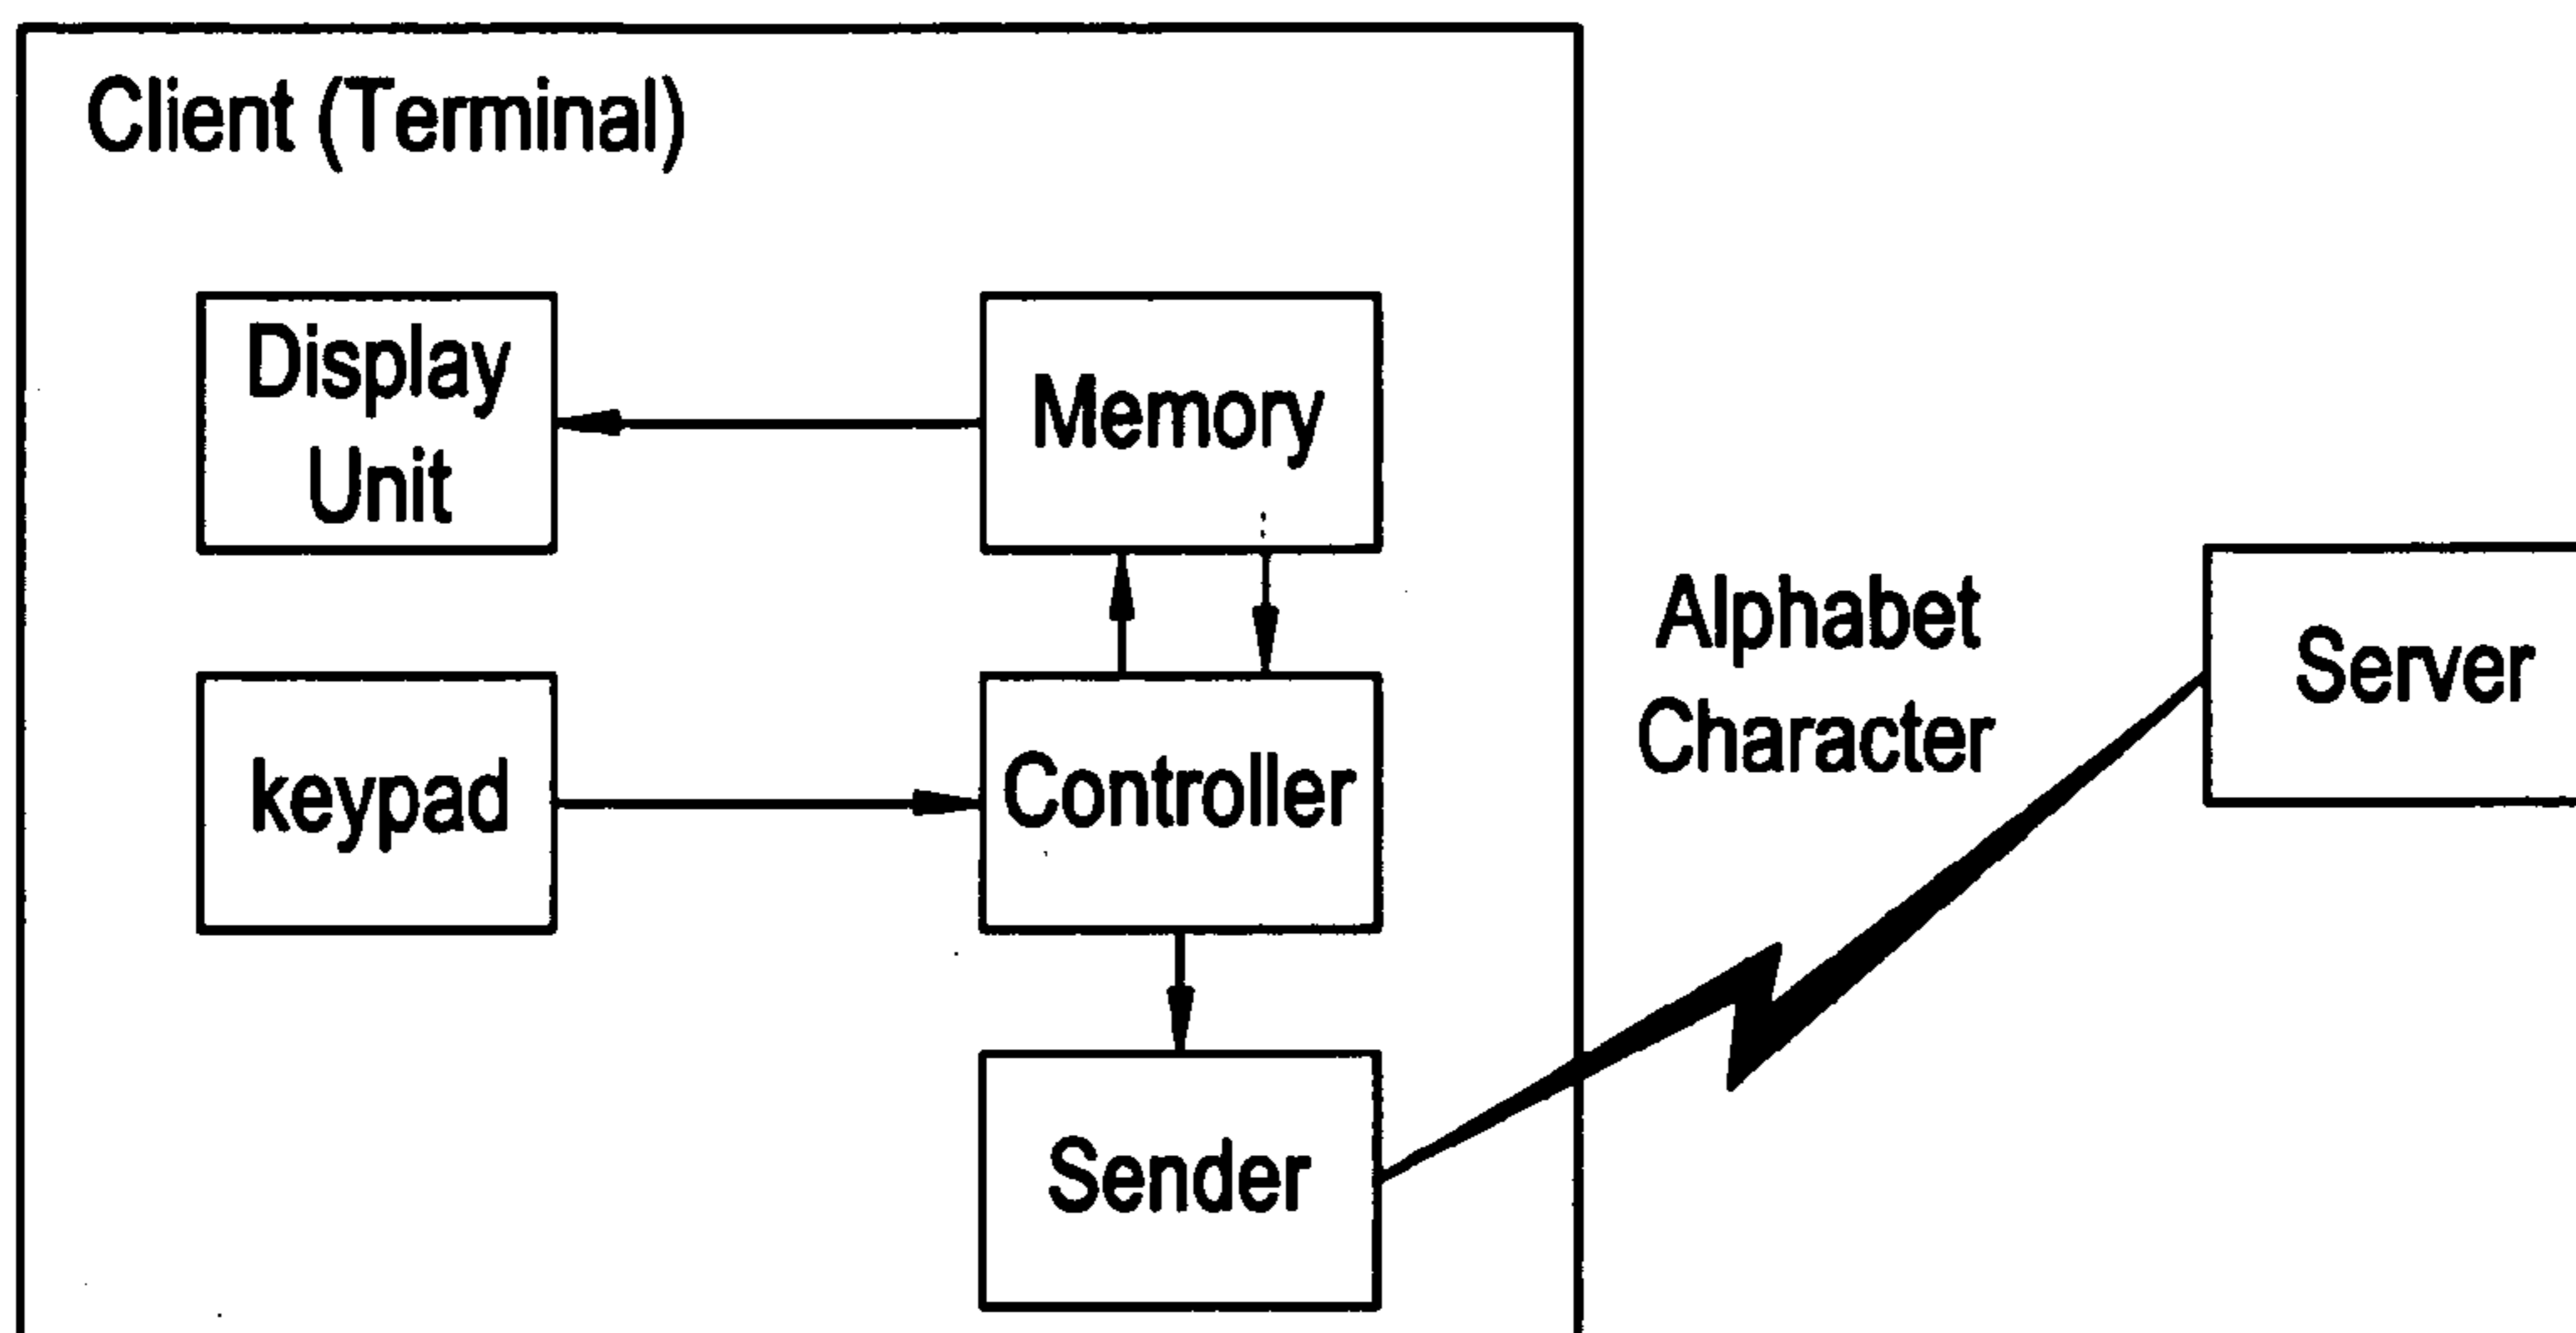 Client (Terminal)
Display
Unit
Memory
keypad
Controller
Sender
Alphabet
Character
Server